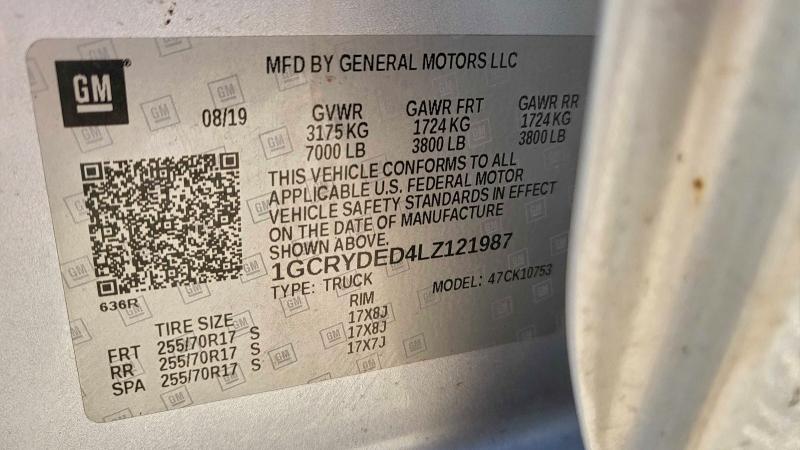 GM
MFD BY GENERAL MOTORS LLC
08/19
GVWR GAWR FRT GAWR RR
3175 KG 1724 KG 1724 KG
7000 LB 3800 LB 3800 LB
THIS VEHICLE CONFORMS TO ALL
APPLICABLE U.S. FEDERAL MOTOR
VEHICLE SAFETY STANDARDS IN EFFECT
ON THE DATE OF MANUFACTURE
SHOWN ABOVE.
1GCRYDED4LZ121987
TYPE: TRUCK MODEL: 47CK10753
636R
TIRE SIZE RIM
FRT 255/70R17 S 17X8J
RR 255/70R17 S 17X8J
SPA 255/70R17 S 17X7J